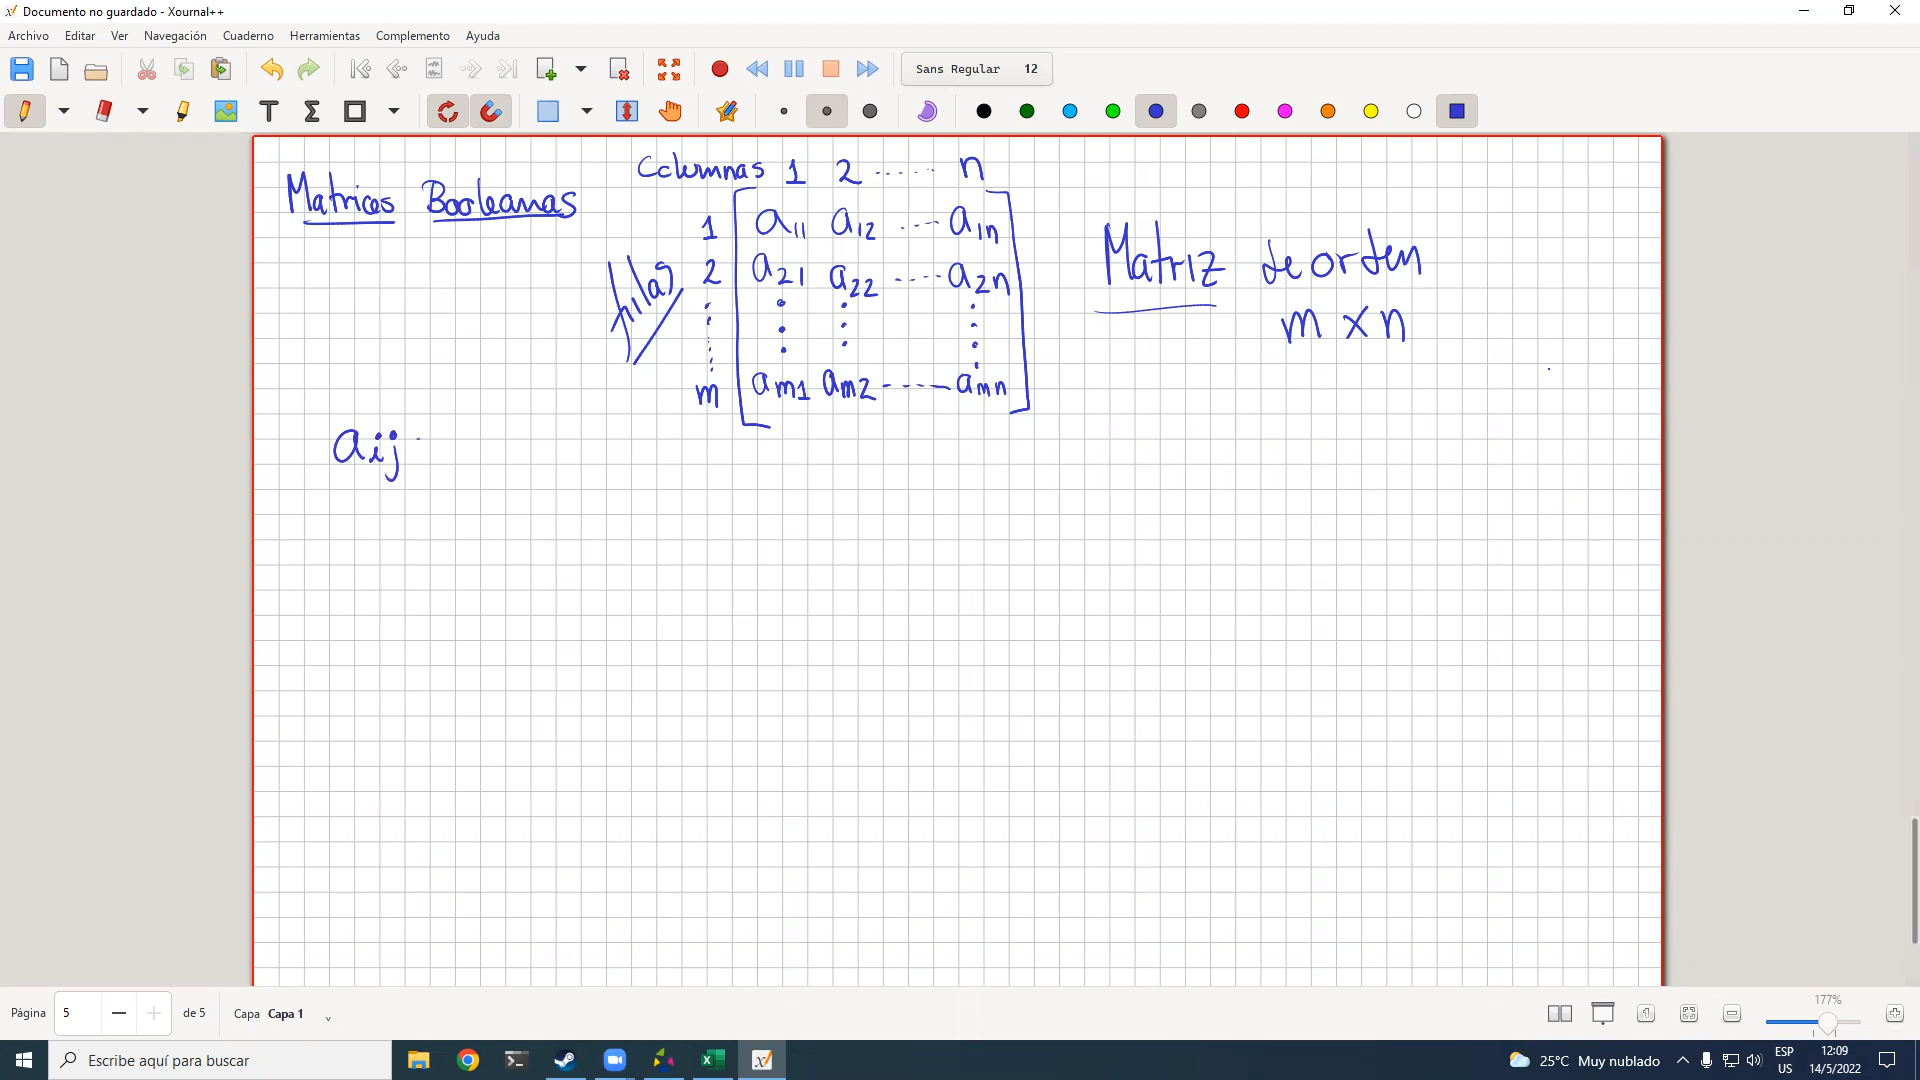 Documento no guardado - Xournal++
Archivo Editar Ver Navegación Cuaderno Herramientas Complemento Ayuda
Sans Regular 12
Matrices Booleanas
Columnas 1 2 ...... n
1 a11 a12 ..... a1n
filas 2 a21 a22 ..... a2n
m am1 am2 ------ amn
Matriz de orden
m x n
aij
Página 5 de 5 Capa Capa 1
177%
Escribe aquí para buscar
25°C Muy nublado
ESP
US
12:09
14/5/2022